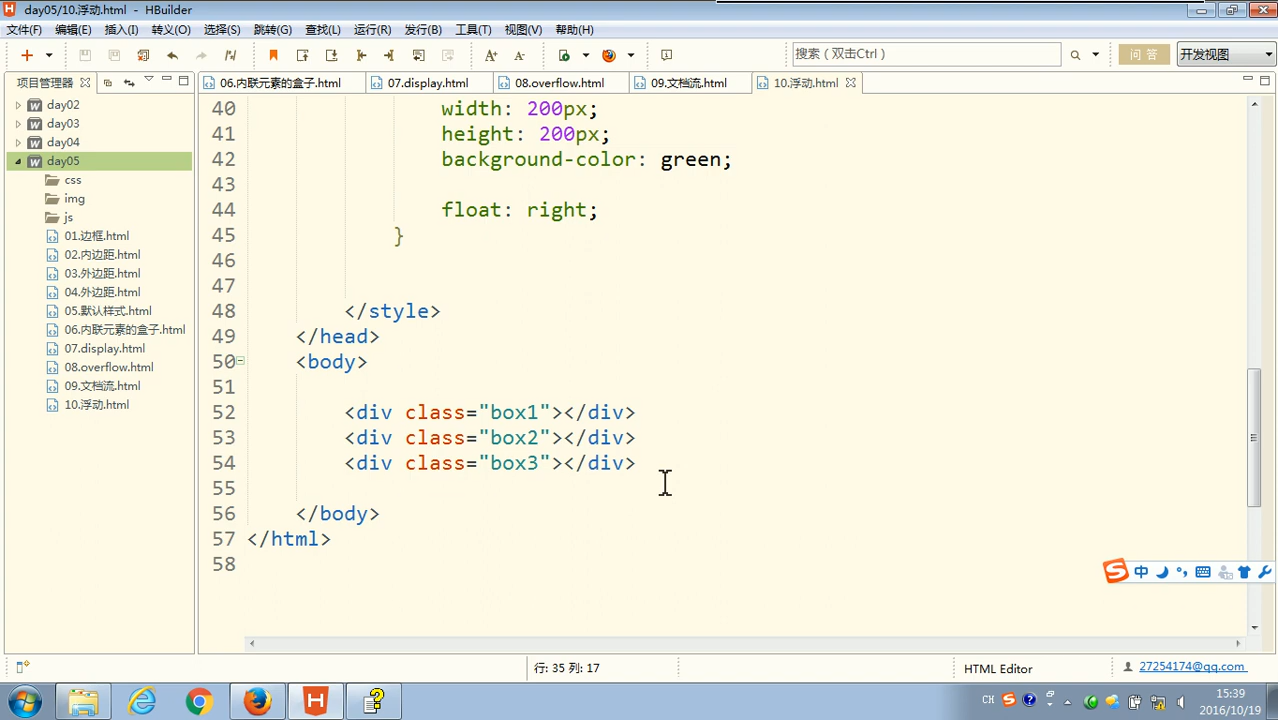 day05/10.浮动.html - HBuilder
文件(F) 编辑(E) 插入(I) 转义(O) 选择(S) 跳转(G) 查找(L) 运行(R) 发行(B) 工具(T) 视图(V) 帮助(H)
搜索（双击Ctrl） 问答 开发视图
项目管理器 06.内联元素的盒子.html 07.display.html 08.overflow.html 09.文档流.html 10.浮动.html
day02
day03
day04
day05
css
img
js
01.边框.html
02.内边距.html
03.外边距.html
04.外边距.html
05.默认样式.html
06.内联元素的盒子.html
07.display.html
08.overflow.html
09.文档流.html
10.浮动.html
40 width: 200px;
41 height: 200px;
42 background-color: green;
43
44 float: right;
45 }
46
47
48 </style>
49 </head>
50 <body>
51
52 <div class="box1"></div>
53 <div class="box2"></div>
54 <div class="box3"></div>
55
56 </body>
57 </html>
58
中
行: 35 列: 17 HTML Editor 27254174@qq.com
CH 15:39
2016/10/19